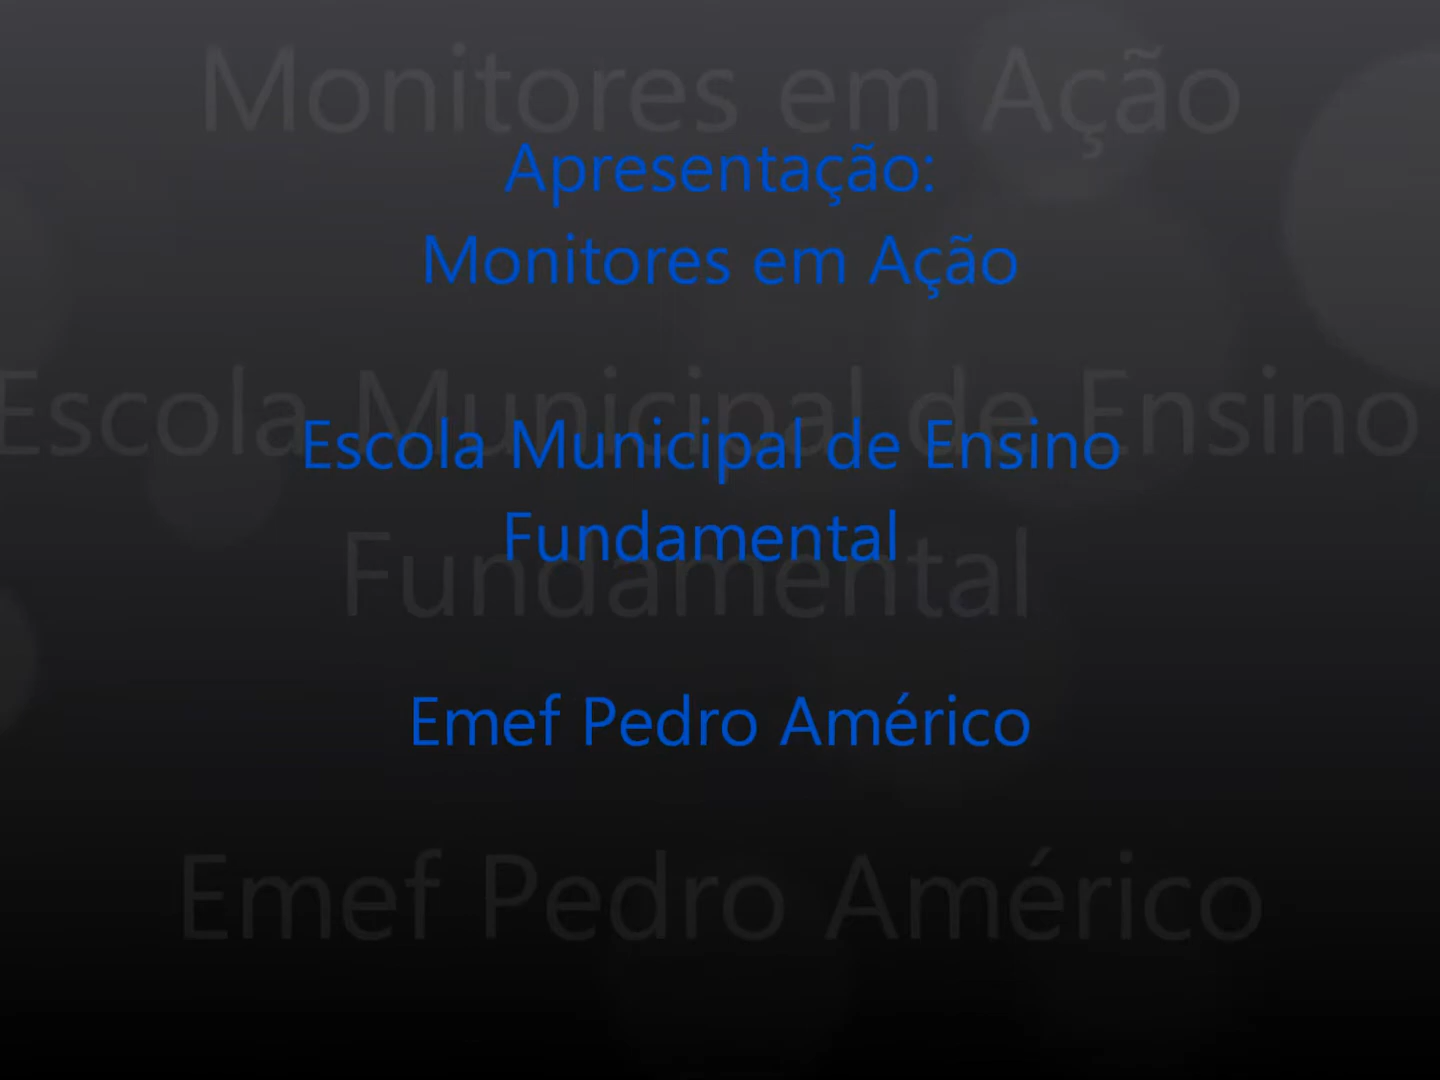 Monitores em Ação
Apresentação:
Monitores em Ação
Escola Municipal de Ensino
Escola Municipal de Ensino
Fundamental
Fundamental
Emef Pedro Américo
Emef Pedro Américo